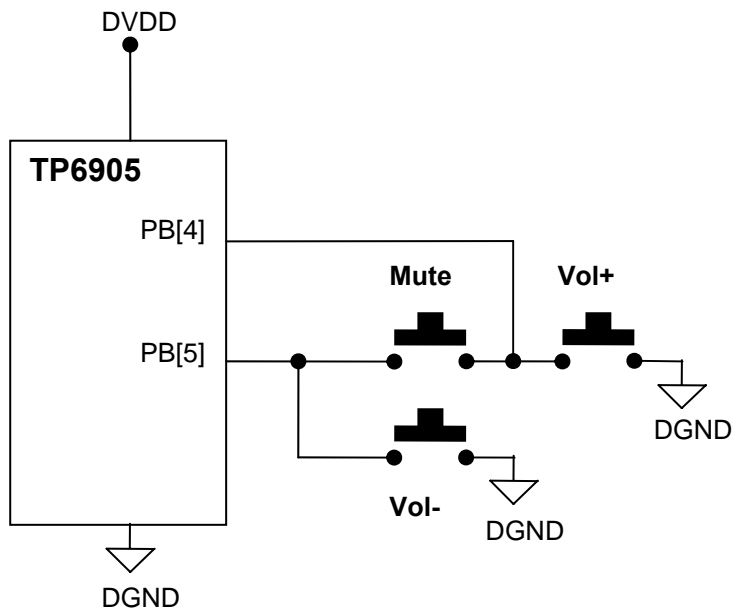 DVDD
TP6905
PB[4]
Mute
Vol+
PB[5]
DGND
Vol-
DGND
DGND